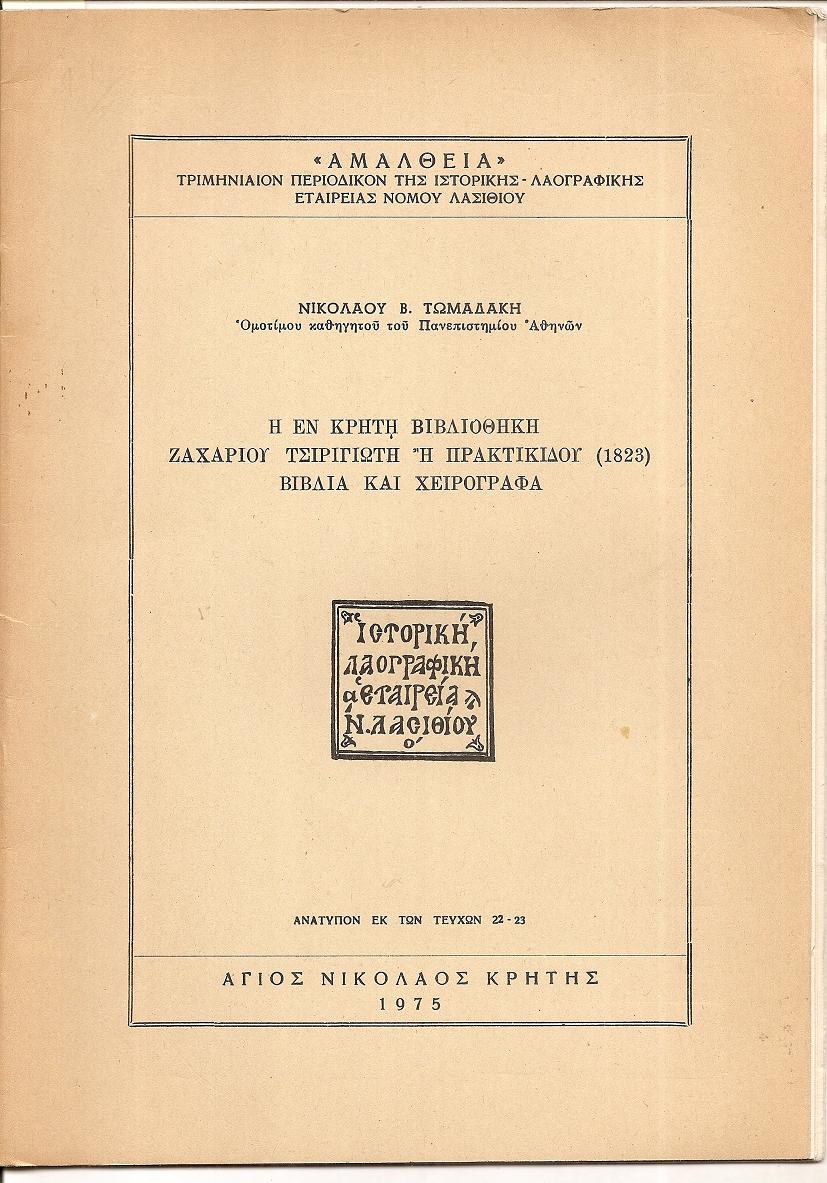 «ΑΜΑΛΘΕΙΑ»
ΤΡΙΜΗΝΙΑΙΟΝ ΠΕΡΙΟΔΙΚΟΝ ΤΗΣ ΙΣΤΟΡΙΚΗΣ - ΛΑΟΓΡΑΦΙΚΗΣ
ΕΤΑΙΡΕΙΑΣ ΝΟΜΟΥ ΛΑΣΙΘΙΟΥ
ΝΙΚΟΛΑΟΥ Β. ΤΩΜΑΔΑΚΗ
Ὁμοτίμου καθηγητοῦ τοῦ Πανεπιστημίου Ἀθηνῶν
Η ΕΝ ΚΡΗΤῌ ΒΙΒΛΙΟΘΗΚΗ
ΖΑΧΑΡΙΟΥ ΤΣΙΡΙΓΙΩΤΗ Ἢ ΠΡΑΚΤΙΚΙΔΟΥ (1823)
ΒΙΒΛΙΑ ΚΑΙ ΧΕΙΡΟΓΡΑΦΑ
ἹΣΤΟΡΙΚΉ,
ΛΑΟΓΡΑΦΙΚΗ
ἙΤΑΙΡΕΊΑ
Ν. ΛΑΣΙΘΊΟΥ
ΑΝΑΤΥΠΟΝ ΕΚ ΤΩΝ ΤΕΥΧΩΝ 22 - 23
ΑΓΙΟΣ ΝΙΚΟΛΑΟΣ ΚΡΗΤΗΣ
1975